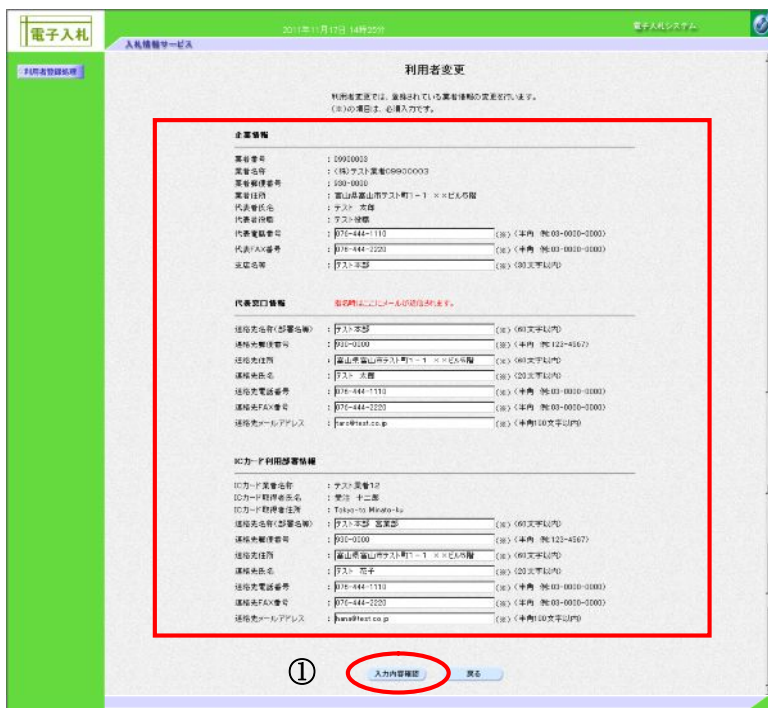 電子入札
2011年11月17日 14時25分
電子入札システム
入札情報サービス
利用者登録処理
利用者変更
利用者変更では、登録されている業者情報の変更を行います。
(※)の項目は、必須入力です。
企業情報
業者番号 : 09900003
業者名称 : (株)テスト業者09900003
業者郵便番号 : 930-0000
業者住所 : 富山県富山市テスト町1-1 ××ビル5階
代表者氏名 : テスト 太郎
代表者役職 : テスト役職
代表電話番号 : 076-444-1110 (※) (半角 例:03-0000-0000)
代表FAX番号 : 076-444-2220 (※) (半角 例:03-0000-0000)
支店名等 : テスト本部 (※) (30文字以内)
代表窓口情報 指名時はここにメールが送信されます。
連絡先名称(部署名等) : テスト本部 (※) (60文字以内)
連絡先郵便番号 : 930-0000 (※) (半角 例:123-4567)
連絡先住所 : 富山県富山市テスト町1-1 ××ビル5階 (※) (60文字以内)
連絡先氏名 : テスト 太郎 (※) (20文字以内)
連絡先電話番号 : 076-444-1110 (※) (半角 例:03-0000-0000)
連絡先FAX番号 : 076-444-2220 (※) (半角 例:03-0000-0000)
連絡先メールアドレス : taro@test.co.jp (※) (半角100文字以内)
ICカード利用部署情報
ICカード業者名称 : テスト業者12
ICカード取得者氏名 : 十二郎
ICカード取得者住所 : Tokyo-to Minato-ku
連絡先名称(部署名等) : テスト本部 営業部 (※) (60文字以内)
連絡先郵便番号 : 930-0000 (※) (半角 例:123-4567)
連絡先住所 : 富山県富山市テスト町1-1 ××ビル5階 (※) (60文字以内)
連絡先氏名 : テスト 花子 (※) (20文字以内)
連絡先電話番号 : 076-444-1110 (※) (半角 例:03-0000-0000)
連絡先FAX番号 : 076-444-2220 (※) (半角 例:03-0000-0000)
連絡先メールアドレス : hana@test.co.jp (※) (半角100文字以内)
① 入力内容確認 戻る